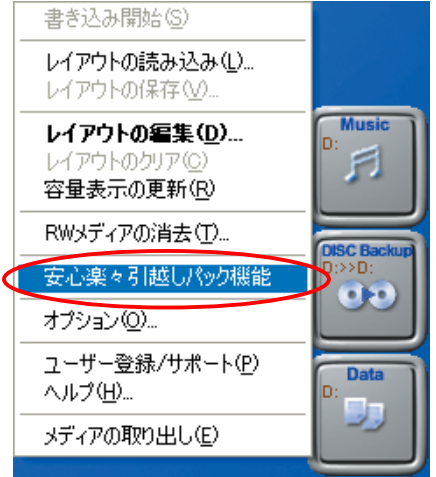 書き込み開始(S)
レイアウトの読み込み(L)...
レイアウトの保存(V)...
レイアウトの編集(D)...
レイアウトのクリア(C)
容量表示の更新(R)
RWメディアの消去(T)...
安心楽々引越しパック機能
オプション(O)...
ユーザー登録/サポート(P)
ヘルプ(H)...
メディアの取り出し(E)
Music
D:
DISC Backup
D:>>D:
Data
D: